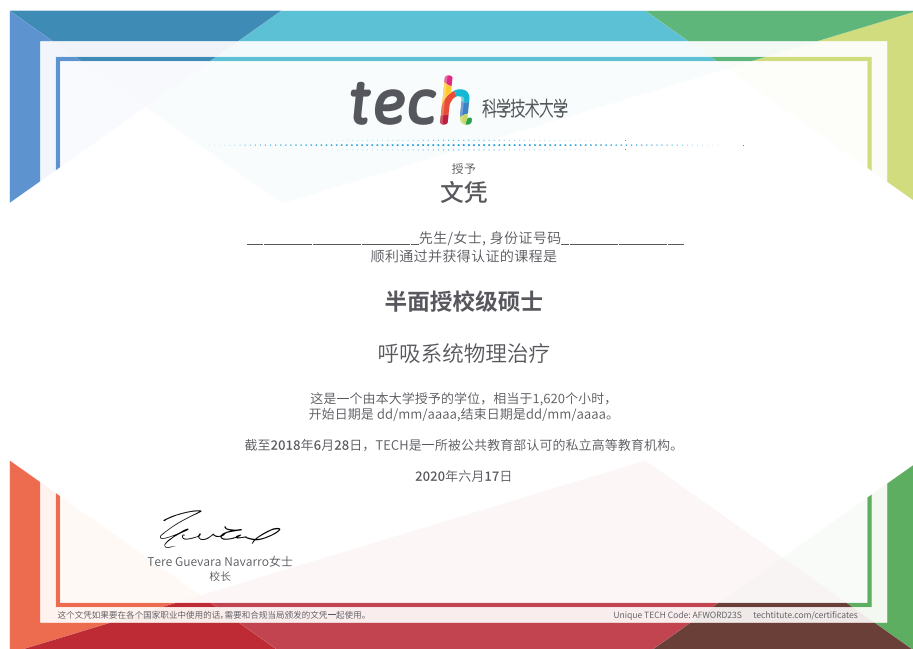 tech 科学技术大学
授予
文凭
______________________先生/女士, 身份证号码________________
顺利通过并获得认证的课程是
半面授校级硕士
呼吸系统物理治疗
这是一个由本大学授予的学位，相当于1,620个小时，
开始日期是 dd/mm/aaaa,结束日期是dd/mm/aaaa。
截至2018年6月28日，TECH是一所被公共教育部认可的私立高等教育机构。
2020年六月17日
Tere Guevara Navarro女士
校长
这个文凭如果要在各个国家职业中使用的话,需要和合规当局颁发的文凭一起使用。
Unique TECH Code: AFWORD23S techtitute.com/certificates